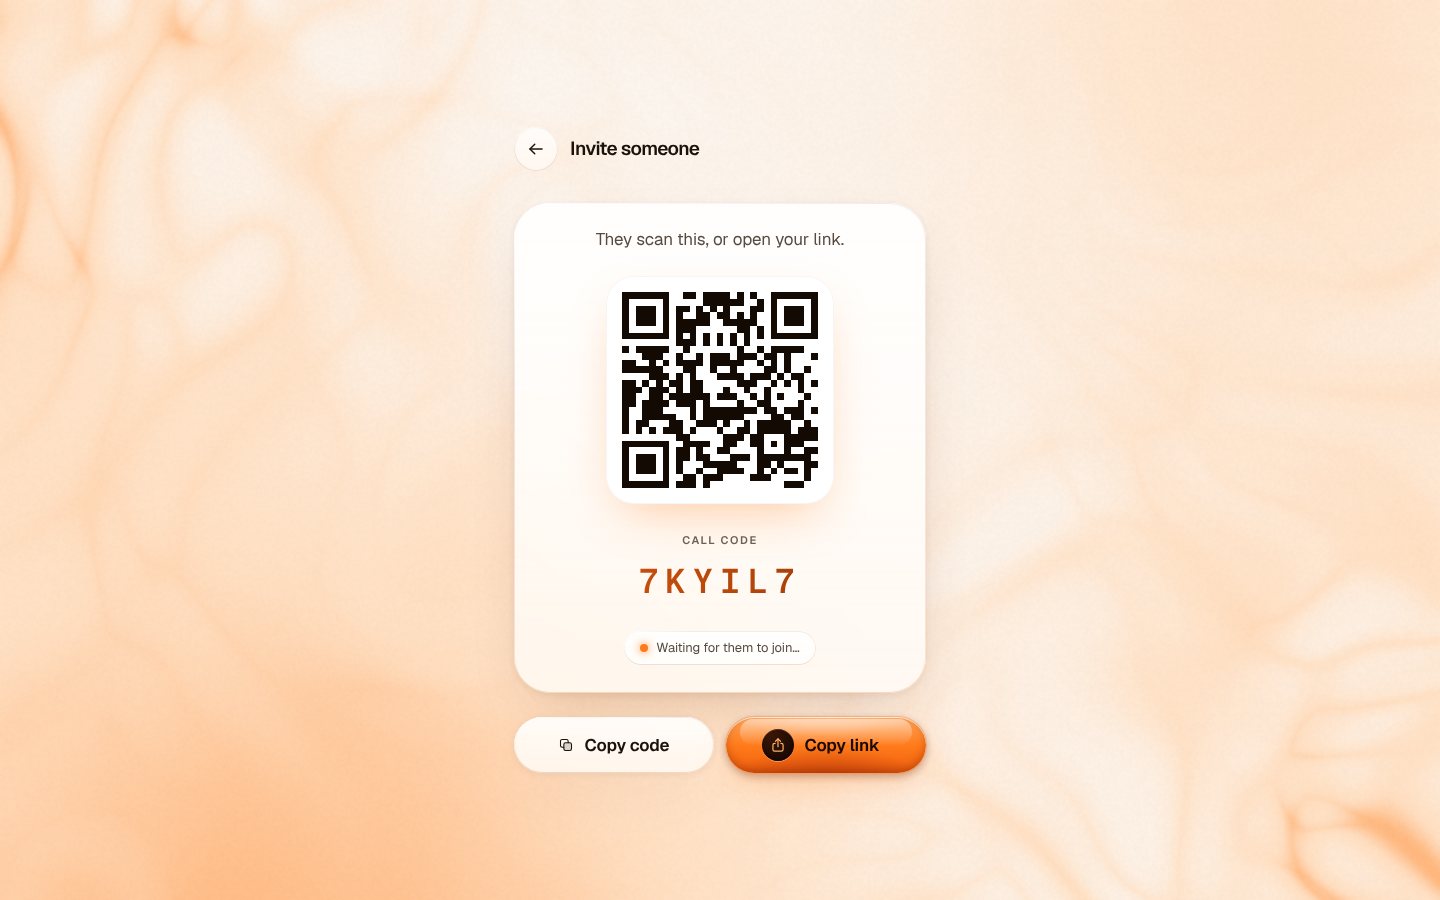 Invite someone
They scan this, or open your link.
CALL CODE
7KYIL7
Waiting for them to join…
Copy code
Copy link